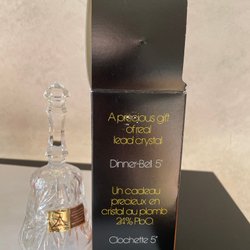 A precious gift
of real
lead crystal
Dinner-Bell 5"
Un cadeau
precieux en
cristal au plomb
24% PbO
Clochette 5"